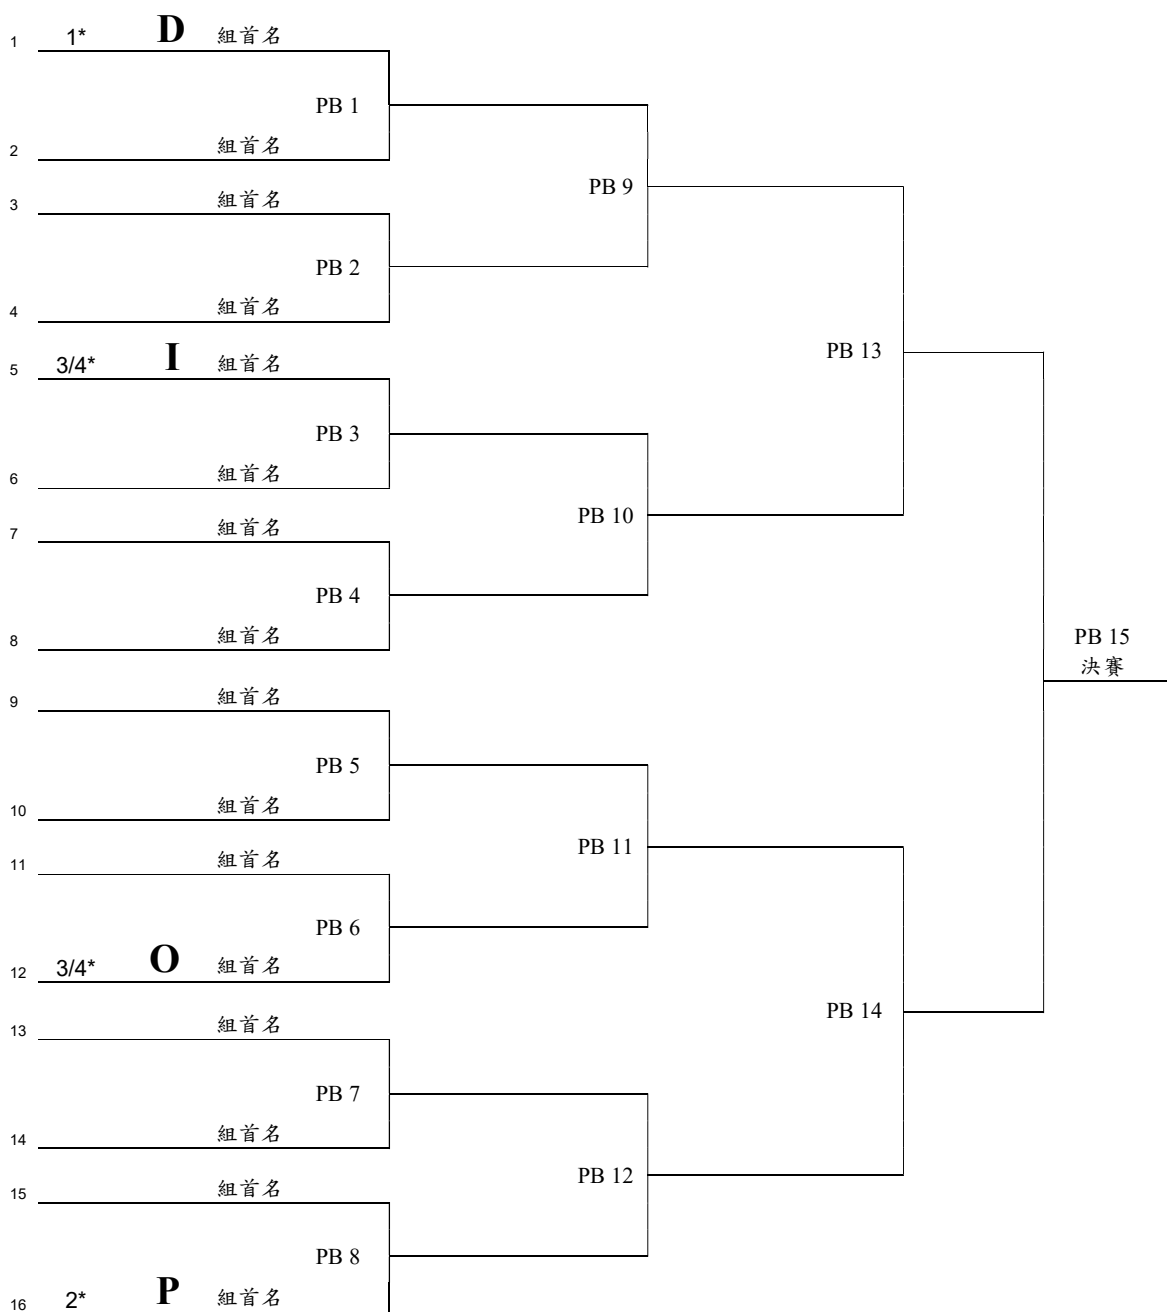 1 1* D 組首名
PB 1
2 組首名
3 組首名
PB 9
PB 2
4 組首名
5 3/4* I 組首名
PB 13
PB 3
6 組首名
7 組首名
PB 10
PB 4
8 組首名
PB 15
決賽
9 組首名
PB 5
10 組首名
11 組首名
PB 11
PB 6
12 3/4* O 組首名
13 組首名
PB 14
PB 7
14 組首名
15 組首名
PB 12
PB 8
16 2* P 組首名